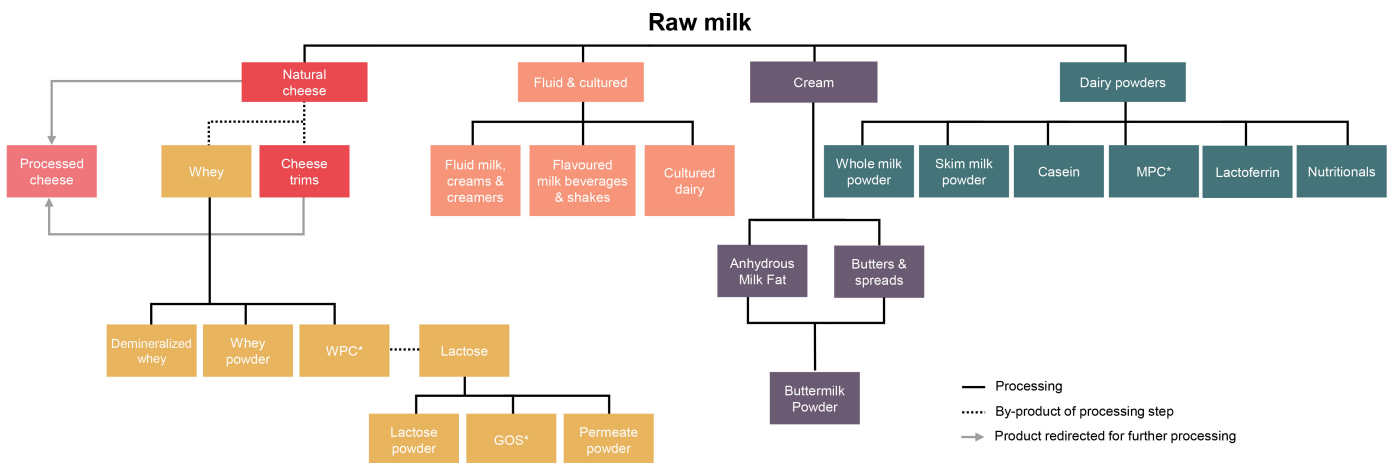 Raw milk
Natural
cheese
Fluid & cultured
Cream
Dairy powders
Processed
cheese
Whey
Cheese
trims
Fluid milk,
creams &
creamers
Flavoured
milk beverages
& shakes
Cultured
dairy
Whole milk
powder
Skim milk
powder
Casein
MPC*
Lactoferrin
Nutritionals
Anhydrous
Milk Fat
Butters &
spreads
Demineralized
whey
Whey
powder
WPC*
Lactose
Buttermilk
Powder
Lactose
powder
GOS*
Permeate
powder
Processing
By-product of processing step
Product redirected for further processing